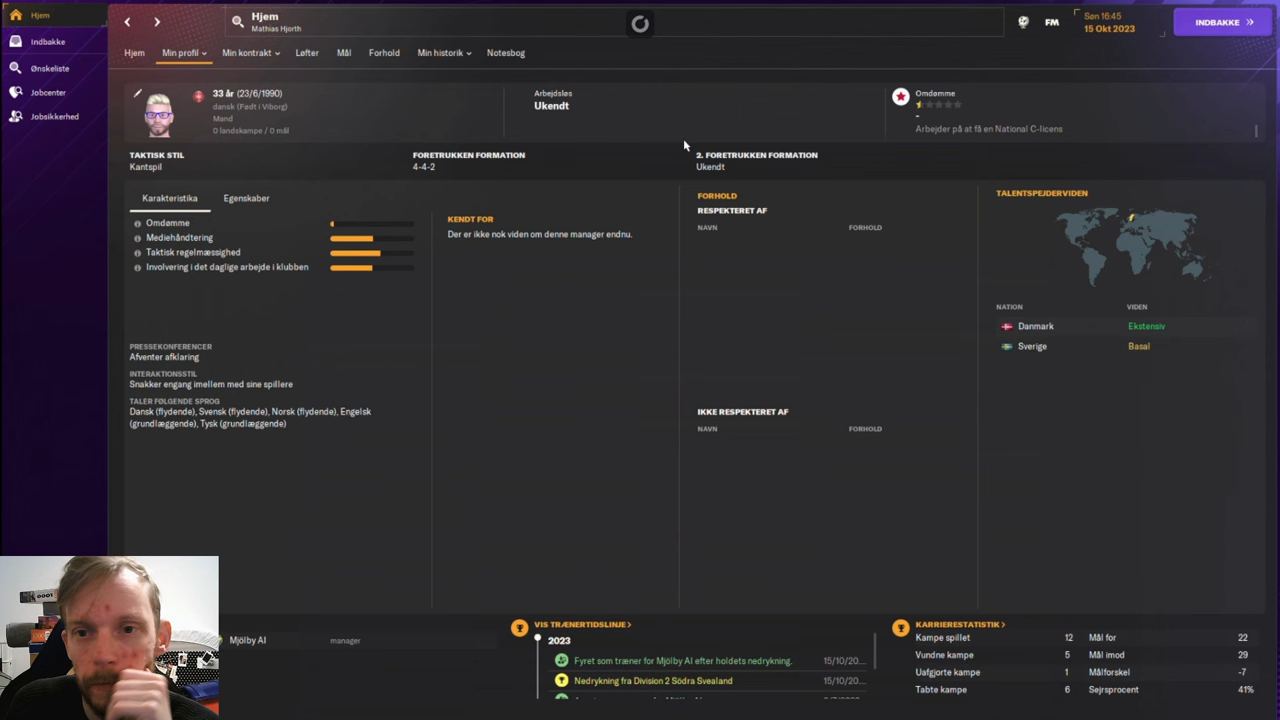 Hjem
Indbakke
Ønskeliste
Jobcenter
Jobsikkerhed
Hjem
Mathias Hjorth
FM
Søn 16:45
15 Okt 2023
INDBAKKE
Hjem
Min profil
Min kontrakt
Løfter
Mål
Forhold
Min historik
Notesbog
33 år (23/6/1990)
dansk (Født i Viborg)
Mand
0 landskampe / 0 mål
Arbejdsløs
Ukendt
Omdømme
-
Arbejder på at få en National C-licens
TAKTISK STIL
Kantspil
FORETRUKKEN FORMATION
4-4-2
2. FORETRUKKEN FORMATION
Ukendt
Karakteristika
Egenskaber
Omdømme
Mediehåndtering
Taktisk regelmæssighed
Involvering i det daglige arbejde i klubben
PRESSEKONFERENCER
Afventer afklaring
INTERAKTIONSSTIL
Snakker engang imellem med sine spillere
TALER FØLGENDE SPROG
Dansk (flydende), Svensk (flydende), Norsk (flydende), Engelsk
(grundlæggende), Tysk (grundlæggende)
KENDT FOR
Der er ikke nok viden om denne manager endnu.
FORHOLD
RESPEKTERET AF
NAVN FORHOLD
IKKE RESPEKTERET AF
NAVN FORHOLD
TALENTSPEJDERVIDEN
NATION VIDEN
Danmark Ekstensiv
Sverige Basal
Mjölby AI manager
VIS TRÆNERTIDSLINJE >
2023
Fyret som træner for Mjölby AI efter holdets nedrykning. 15/10/20...
Nedrykning fra Division 2 Södra Svealand 15/10/20...
KARRIERESTATISTIK >
Kampe spillet 12 Mål for 22
Vundne kampe 5 Mål imod 29
Uafgjorte kampe 1 Målforskel -7
Tabte kampe 6 Sejrsprocent 41%